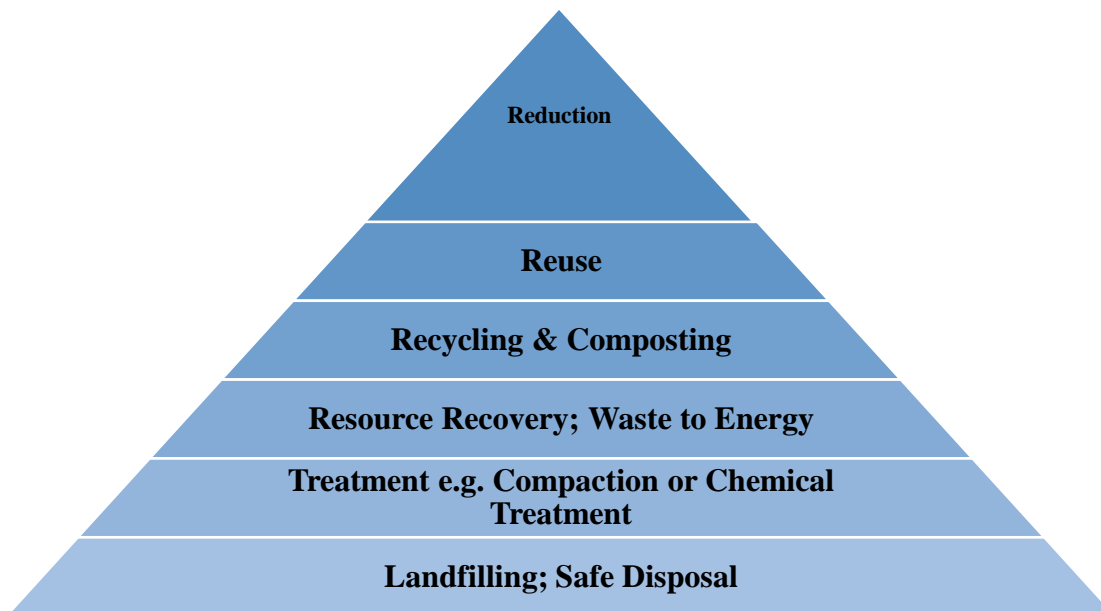 Reduction
Reuse
Recycling & Composting
Resource Recovery; Waste to Energy
Treatment e.g. Compaction or Chemical
Treatment
Landfilling; Safe Disposal